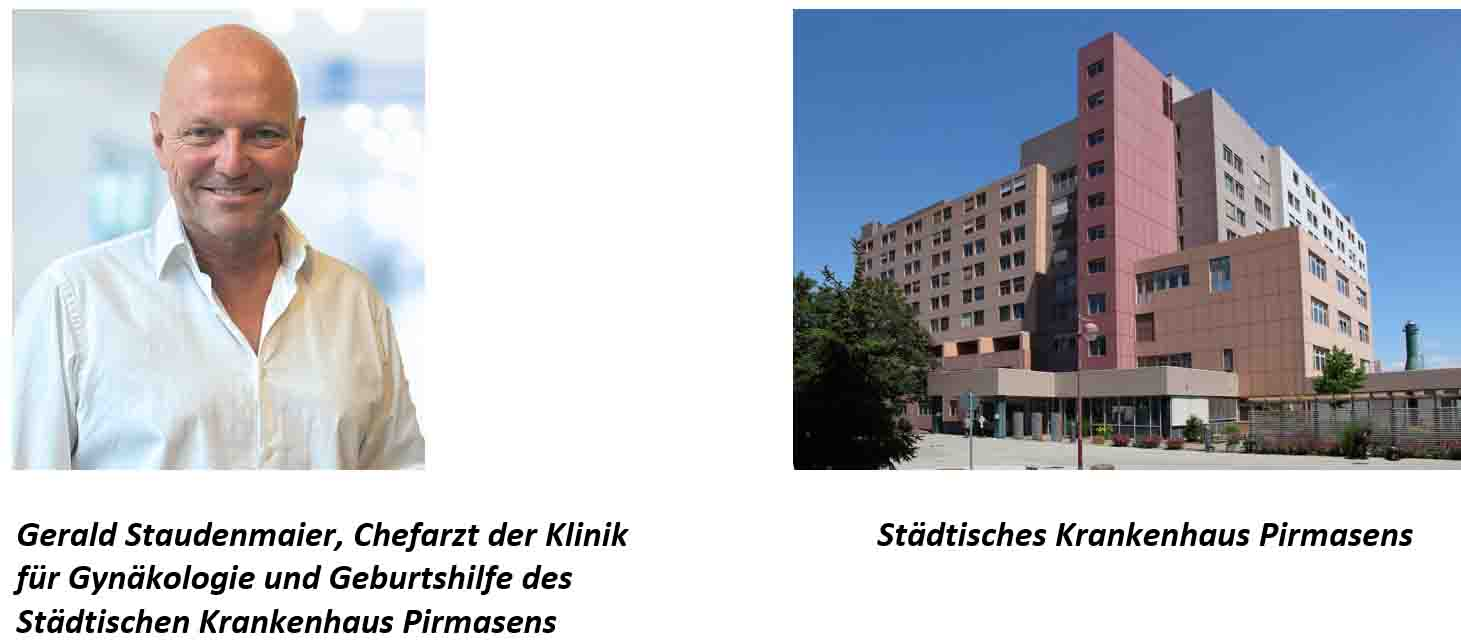 Gerald Staudenmaier, Chefarzt der Klinik
für Gynäkologie und Geburtshilfe des
Städtischen Krankenhaus Pirmasens
Städtisches Krankenhaus Pirmasens